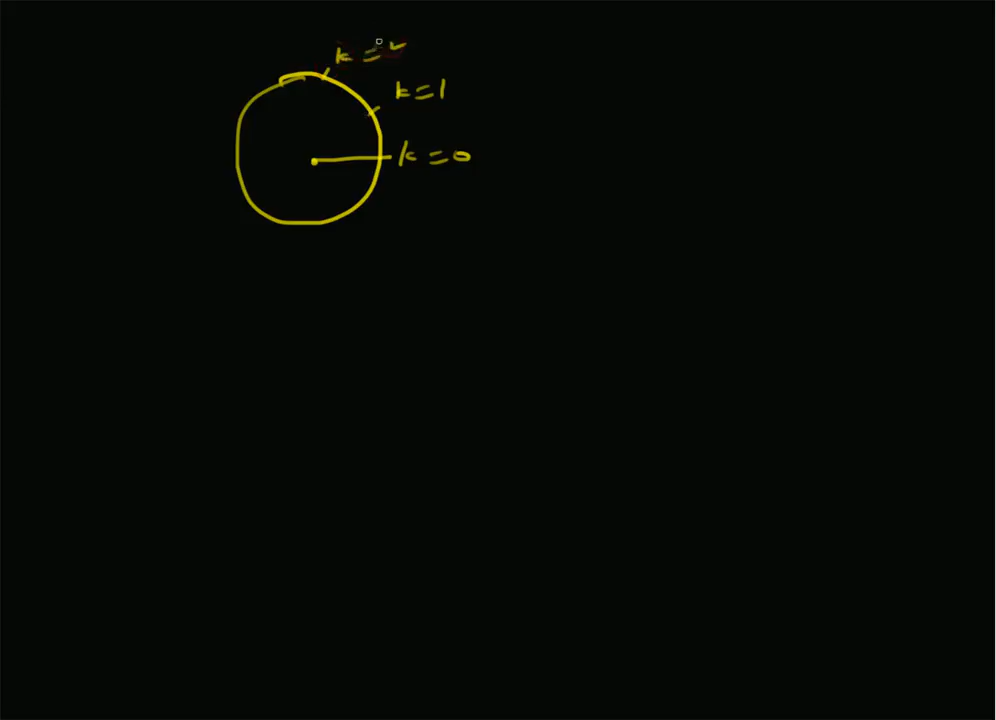 k =
k = 1
k = 0